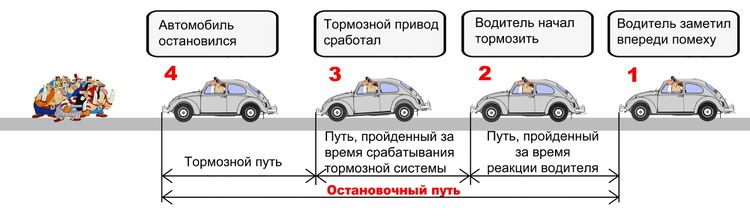 Автомобиль
остановился
Тормозной привод
сработал
Водитель начал
тормозить
Водитель заметил
впереди помеху
4
3
2
1
Тормозной путь
Путь, пройденный за
время срабатывания
тормозной системы
Путь, пройденный
за время
реакции водителя
Остановочный путь